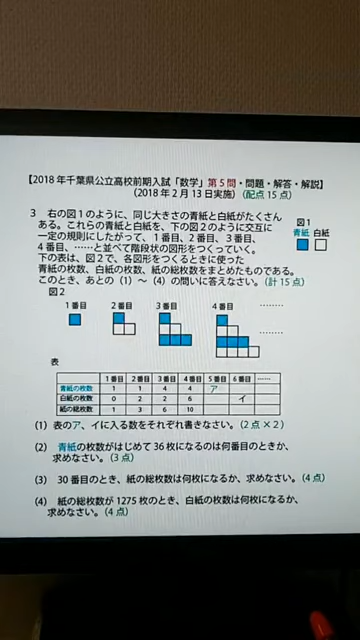 【2018年千葉県公立高校前期入試「数学」第5問・問題・解答・解説】
(2018年2月13日実施)(配点15点)
3 右の図1のように、同じ大きさの青紙と白紙がたくさん
ある。これらの青紙と白紙を、下の図2のように交互に
一定の規則にしたがって、1番目、2番目、3番目、
4番目、……と並べて階段状の図形をつくっていく。
下の表は、図2で、各図形をつくるときに使った
青紙の枚数、白紙の枚数、紙の総枚数をまとめたものである。
このとき、あとの(1)～(4)の問いに答えなさい。(計15点)
図1
青紙 白紙
図2
1番目 2番目 3番目 4番目 ………
………
表
1番目 2番目 3番目 4番目 5番目 6番目 ……
青紙の枚数 1 1 4 4 ア
白紙の枚数 0 2 2 6 イ
紙の総枚数 1 3 6 10
(1) 表のア、イに入る数をそれぞれ書きなさい。(2点×2)
(2) 青紙の枚数がはじめて36枚になるのは何番目のときか、
求めなさい。(3点)
(3) 30番目のとき、紙の総枚数は何枚になるか、求めなさい。(4点)
(4) 紙の総枚数が1275枚のとき、白紙の枚数は何枚になるか、
求めなさい。(4点)